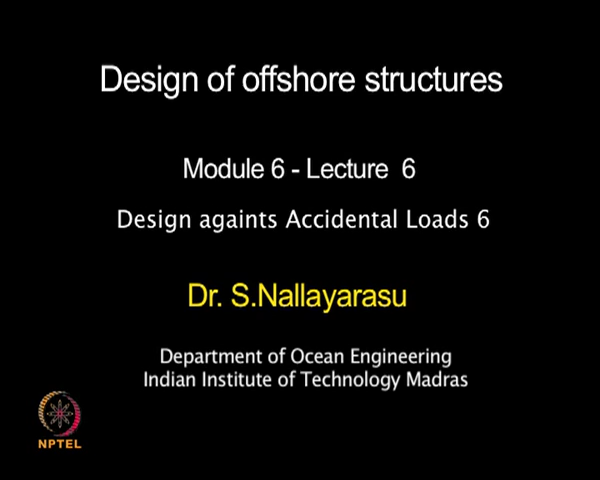 Design of offshore structures
Module 6 - Lecture 6
Design againts Accidental Loads 6
Dr. S.Nallayarasu
Department of Ocean Engineering
Indian Institute of Technology Madras
NPTEL